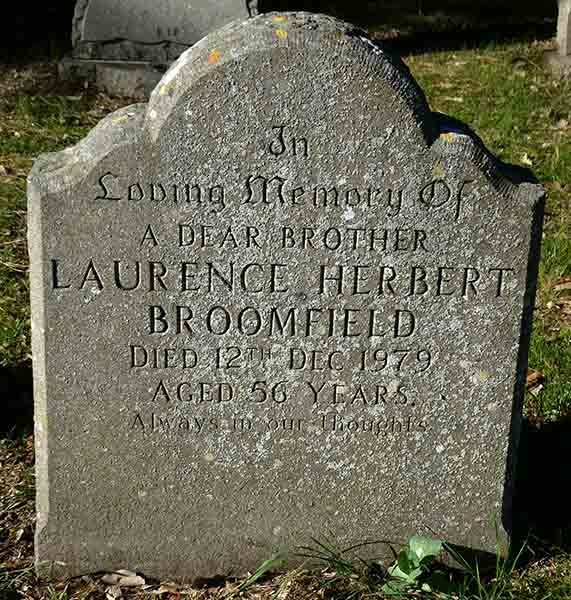 In
Loving Memory Of
A DEAR BROTHER
LAURENCE HERBERT
BROOMFIELD
DIED 12TH DEC 1979
AGED 56 YEARS.
Always in our thoughts.